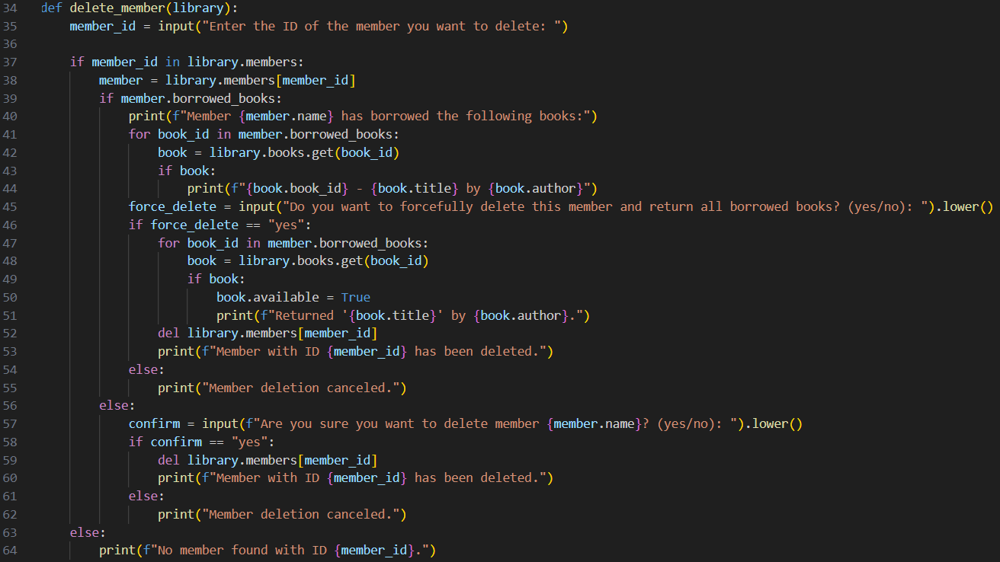 34 def delete_member(library):
35     member_id = input("Enter the ID of the member you want to delete: ")
36
37     if member_id in library.members:
38         member = library.members[member_id]
39         if member.borrowed_books:
40             print(f"Member {member.name} has borrowed the following books:")
41             for book_id in member.borrowed_books:
42                 book = library.books.get(book_id)
43                 if book:
44                     print(f"{book.book_id} - {book.title} by {book.author}")
45             force_delete = input("Do you want to forcefully delete this member and return all borrowed books? (yes/no): ").lower()
46             if force_delete == "yes":
47                 for book_id in member.borrowed_books:
48                     book = library.books.get(book_id)
49                     if book:
50                         book.available = True
51                         print(f"Returned '{book.title}' by {book.author}.")
52                 del library.members[member_id]
53                 print(f"Member with ID {member_id} has been deleted.")
54             else:
55                 print("Member deletion canceled.")
56         else:
57             confirm = input(f"Are you sure you want to delete member {member.name}? (yes/no): ").lower()
58             if confirm == "yes":
59                 del library.members[member_id]
60                 print(f"Member with ID {member_id} has been deleted.")
61             else:
62                 print("Member deletion canceled.")
63     else:
64         print(f"No member found with ID {member_id}.")